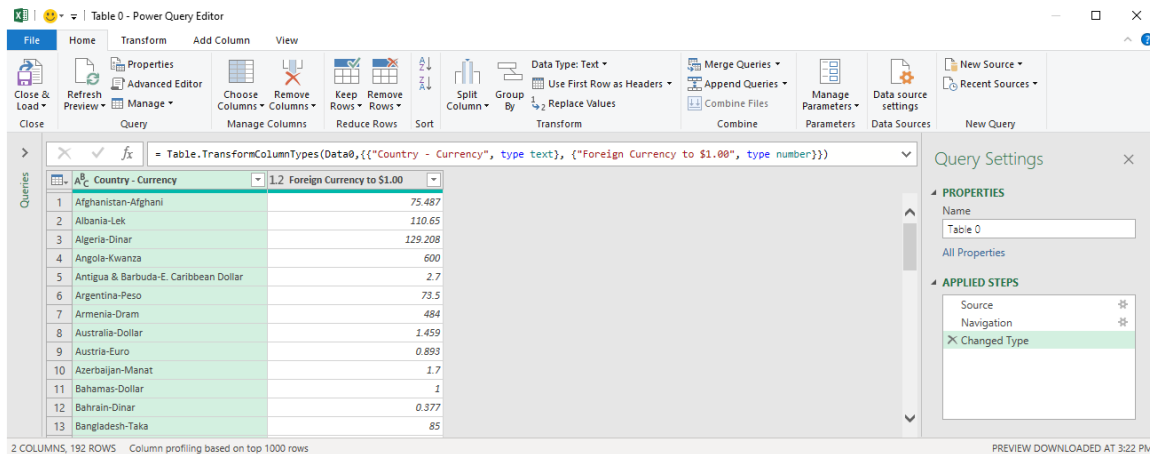 Table 0 - Power Query Editor
File Home Transform Add Column View
Close & Load
Close
Refresh Preview
Properties
Advanced Editor
Manage
Query
Choose Columns
Remove Columns
Manage Columns
Keep Rows
Remove Rows
Reduce Rows
Sort
Split Column
Group By
Data Type: Text
Use First Row as Headers
Replace Values
Transform
Merge Queries
Append Queries
Combine Files
Combine
Manage Parameters
Parameters
Data source settings
Data Sources
New Source
Recent Sources
New Query
Queries
fx = Table.TransformColumnTypes(Data0,{{"Country - Currency", type text}, {"Foreign Currency to $1.00", type number}})
ABC Country - Currency 1.2 Foreign Currency to $1.00
1 Afghanistan-Afghani 75.487
2 Albania-Lek 110.65
3 Algeria-Dinar 129.208
4 Angola-Kwanza 600
5 Antigua & Barbuda-E. Caribbean Dollar 2.7
6 Argentina-Peso 73.5
7 Armenia-Dram 484
8 Australia-Dollar 1.459
9 Austria-Euro 0.893
10 Azerbaijan-Manat 1.7
11 Bahamas-Dollar 1
12 Bahrain-Dinar 0.377
13 Bangladesh-Taka 85
Query Settings
PROPERTIES
Name
Table 0
All Properties
APPLIED STEPS
Source
Navigation
Changed Type
2 COLUMNS, 192 ROWS Column profiling based on top 1000 rows
PREVIEW DOWNLOADED AT 3:22 PM